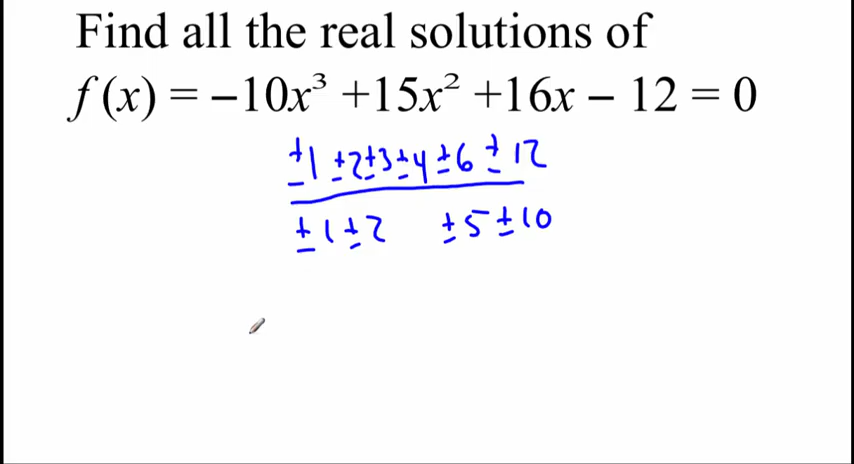 Find all the real solutions of
f(x) = −10x³ +15x² +16x − 12 = 0
±1 ±2 ±3 ±4 ±6 ±12
±1 ±2 ±5 ±10